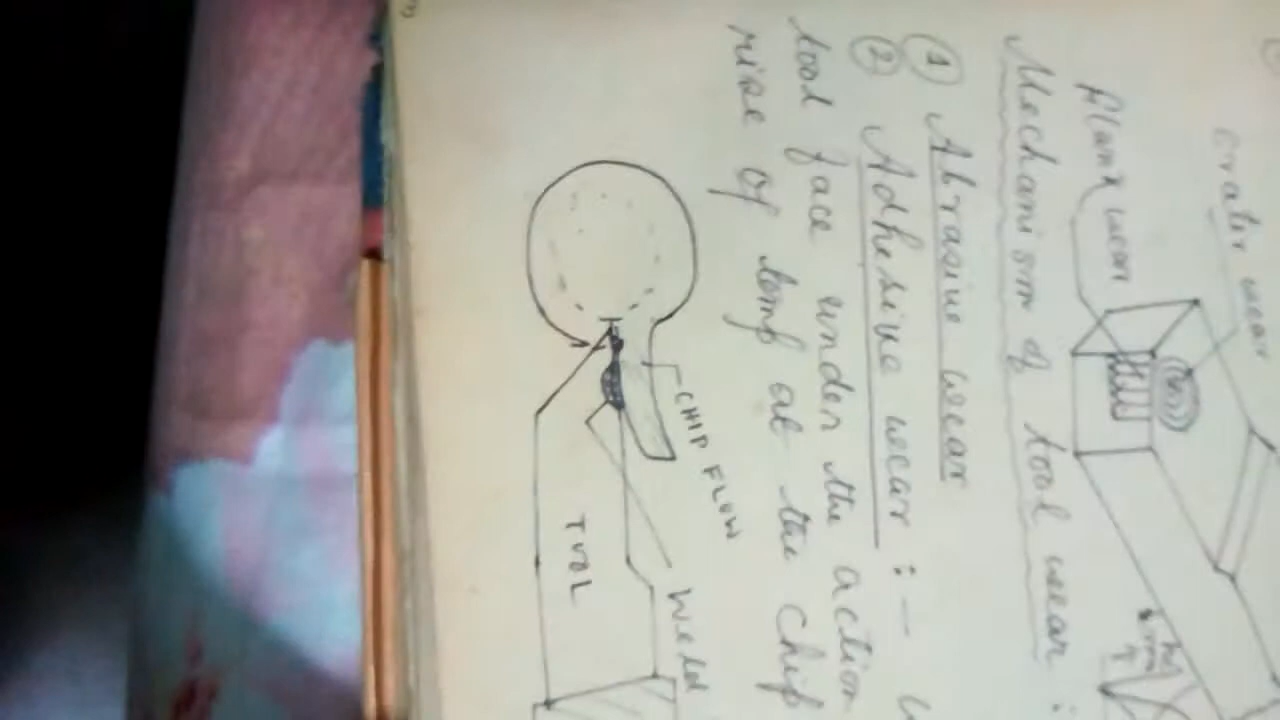 crater wear
Flank wear
Mechanism of tool wear :
① Abrasive wear
② Adhesive wear : -
tool face under the action
rise of temp at the chip
CHIP FLOW
Weld
TOOL